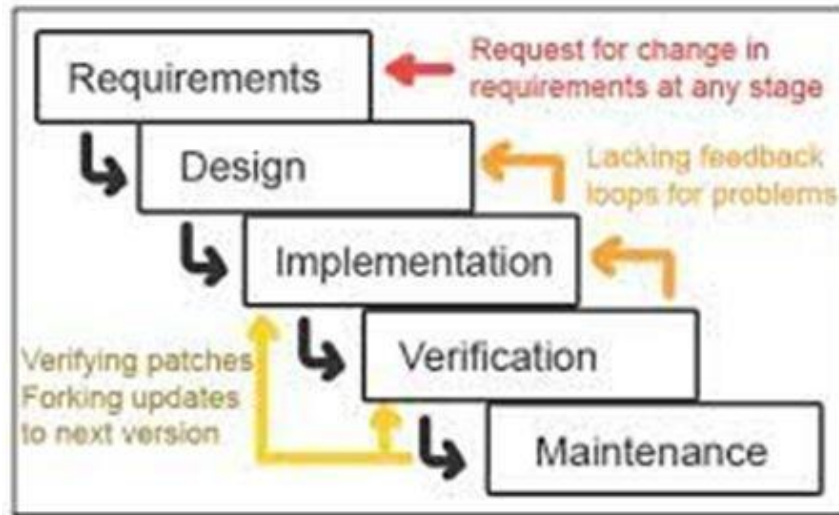 Requirements
Request for change in
requirements at any stage
Design
Lacking feedback
loops for problems
Implementation
Verifying patches
Forking updates
to next version
Verification
Maintenance